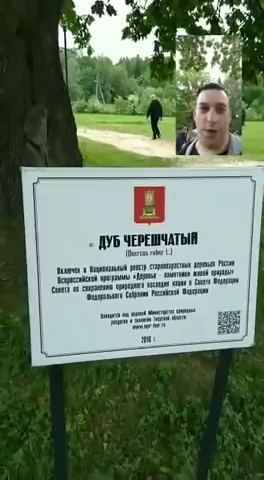 ДУБ ЧЕРЕШЧАТЫЙ
(Quercus robur L.)
Включен в Национальный реестр старовозрастных деревьев России
Всероссийской программы «Деревья - памятники живой природы»
Совета по сохранению природного наследия нации в Совете Федерации
Федерального Собрания Российской Федерации
Находится под охраной Министерства природных
ресурсов и экологии Тверской области
2016 г.